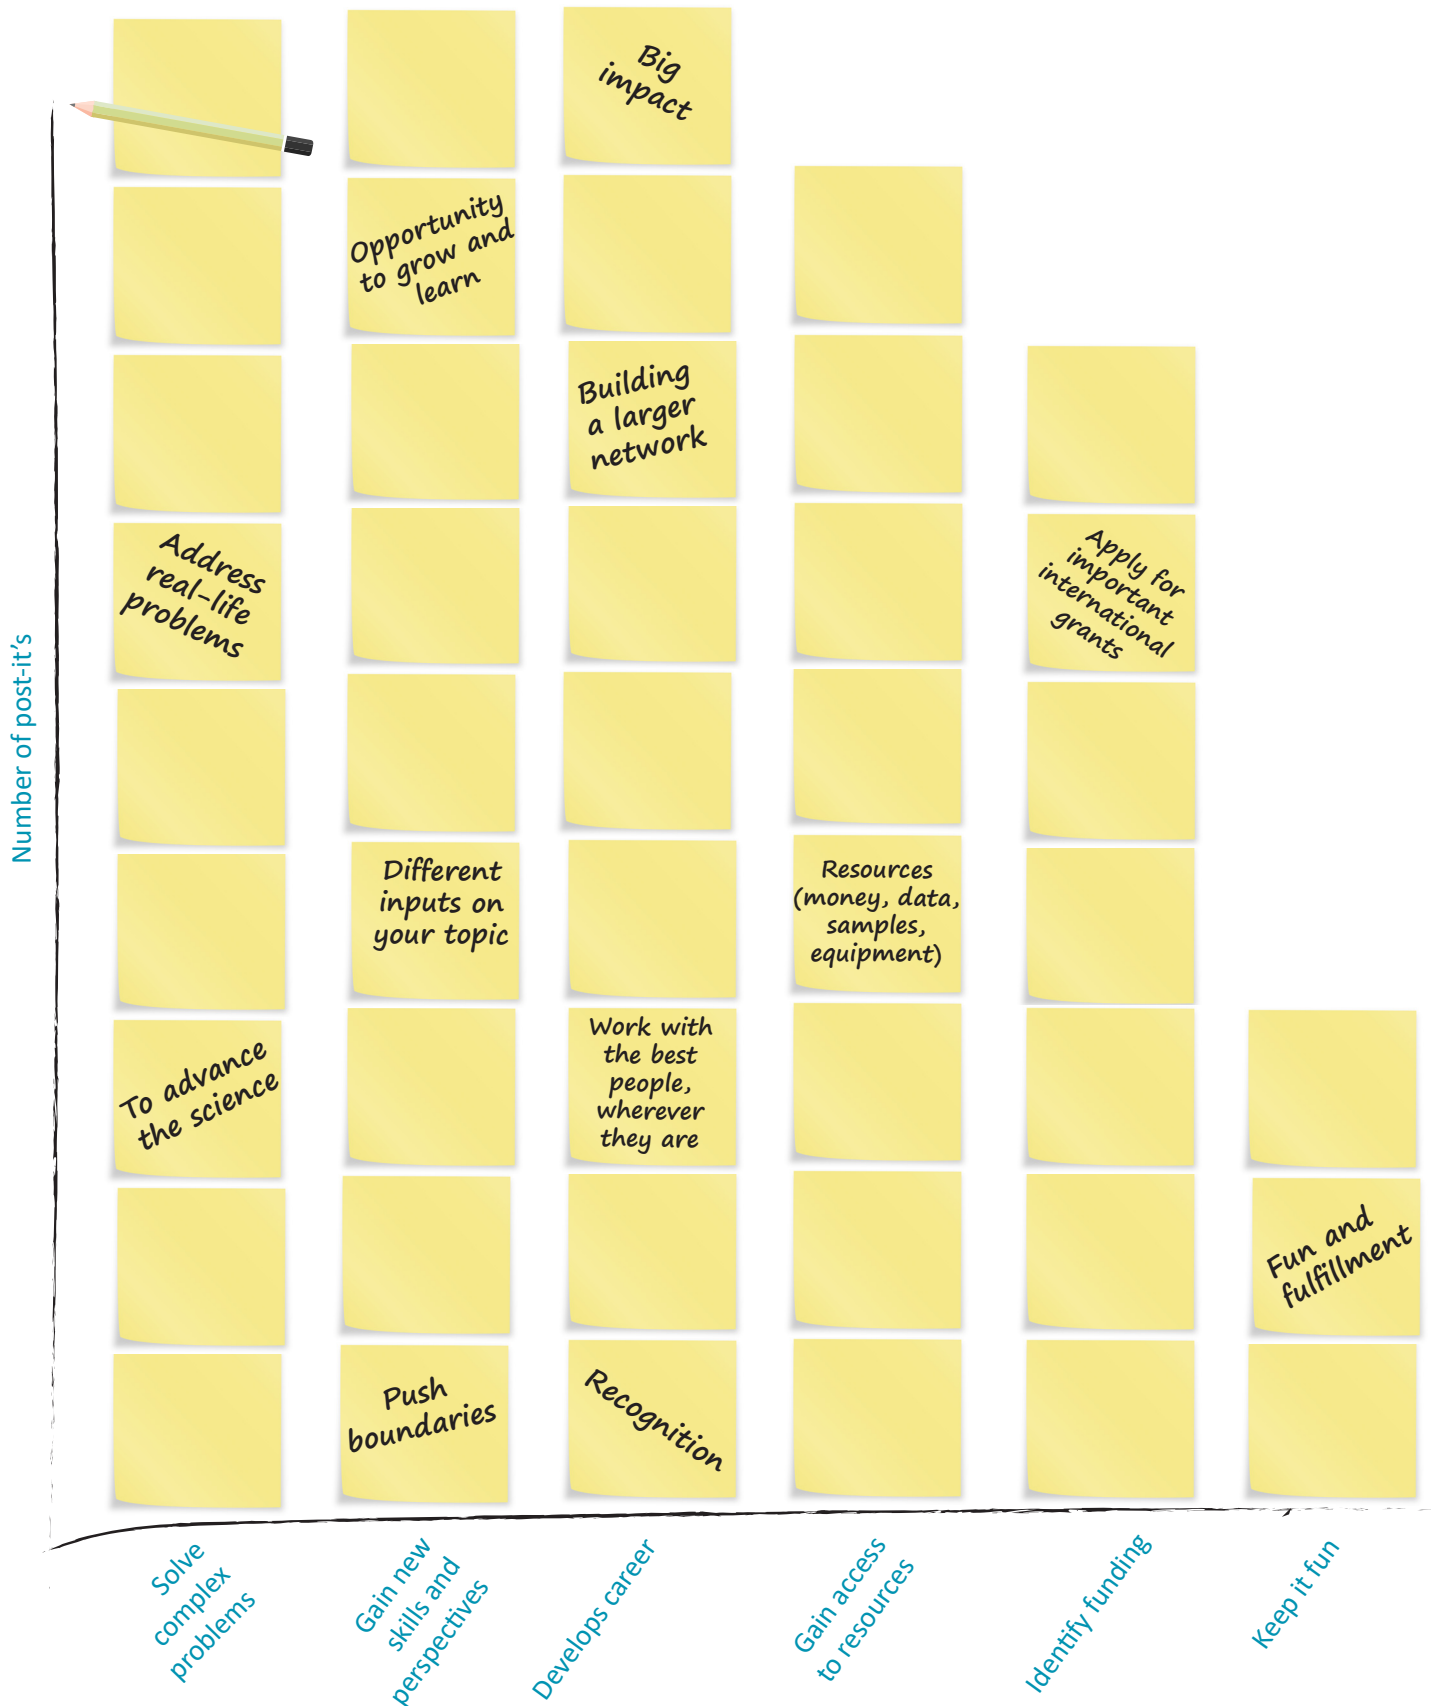 Big
impact
Opportunity
to grow and
learn
Building
a larger
network
Address
real-life
problems
Apply for
important
international
grants
Number of post-it’s
Different
inputs on
your topic
Resources
(money, data,
samples,
equipment)
To advance
the science
Work with
the best
people,
wherever
they are
Fun and
fulfillment
Push
boundaries
Recognition
Solve
complex
problems
Gain new
skills and
perspectives
Develops career
Gain access
to resources
Identify funding
Keep it fun